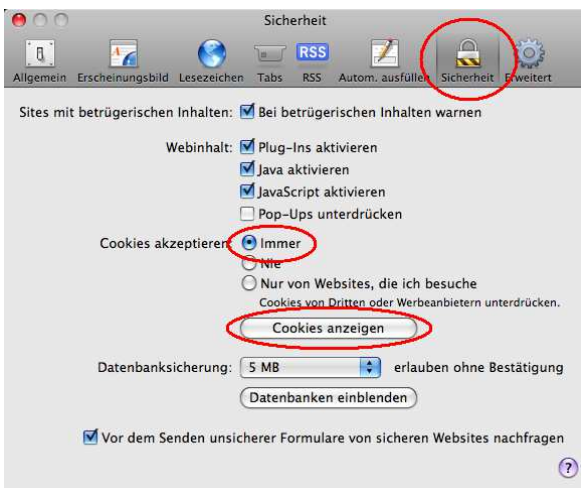 Sicherheit
RSS
Allgemein Erscheinungsbild Lesezeichen Tabs RSS Autom. ausfüllen Sicherheit Erweitert
Sites mit betrügerischen Inhalten: Bei betrügerischen Inhalten warnen
Webinhalt: Plug-Ins aktivieren
Java aktivieren
JavaScript aktivieren
Pop-Ups unterdrücken
Cookies akzeptieren: Immer
Nie
Nur von Websites, die ich besuche
Cookies von Dritten oder Werbeanbietern unterdrücken.
Cookies anzeigen
Datenbanksicherung: 5 MB erlauben ohne Bestätigung
Datenbanken einblenden
Vor dem Senden unsicherer Formulare von sicheren Websites nachfragen
?